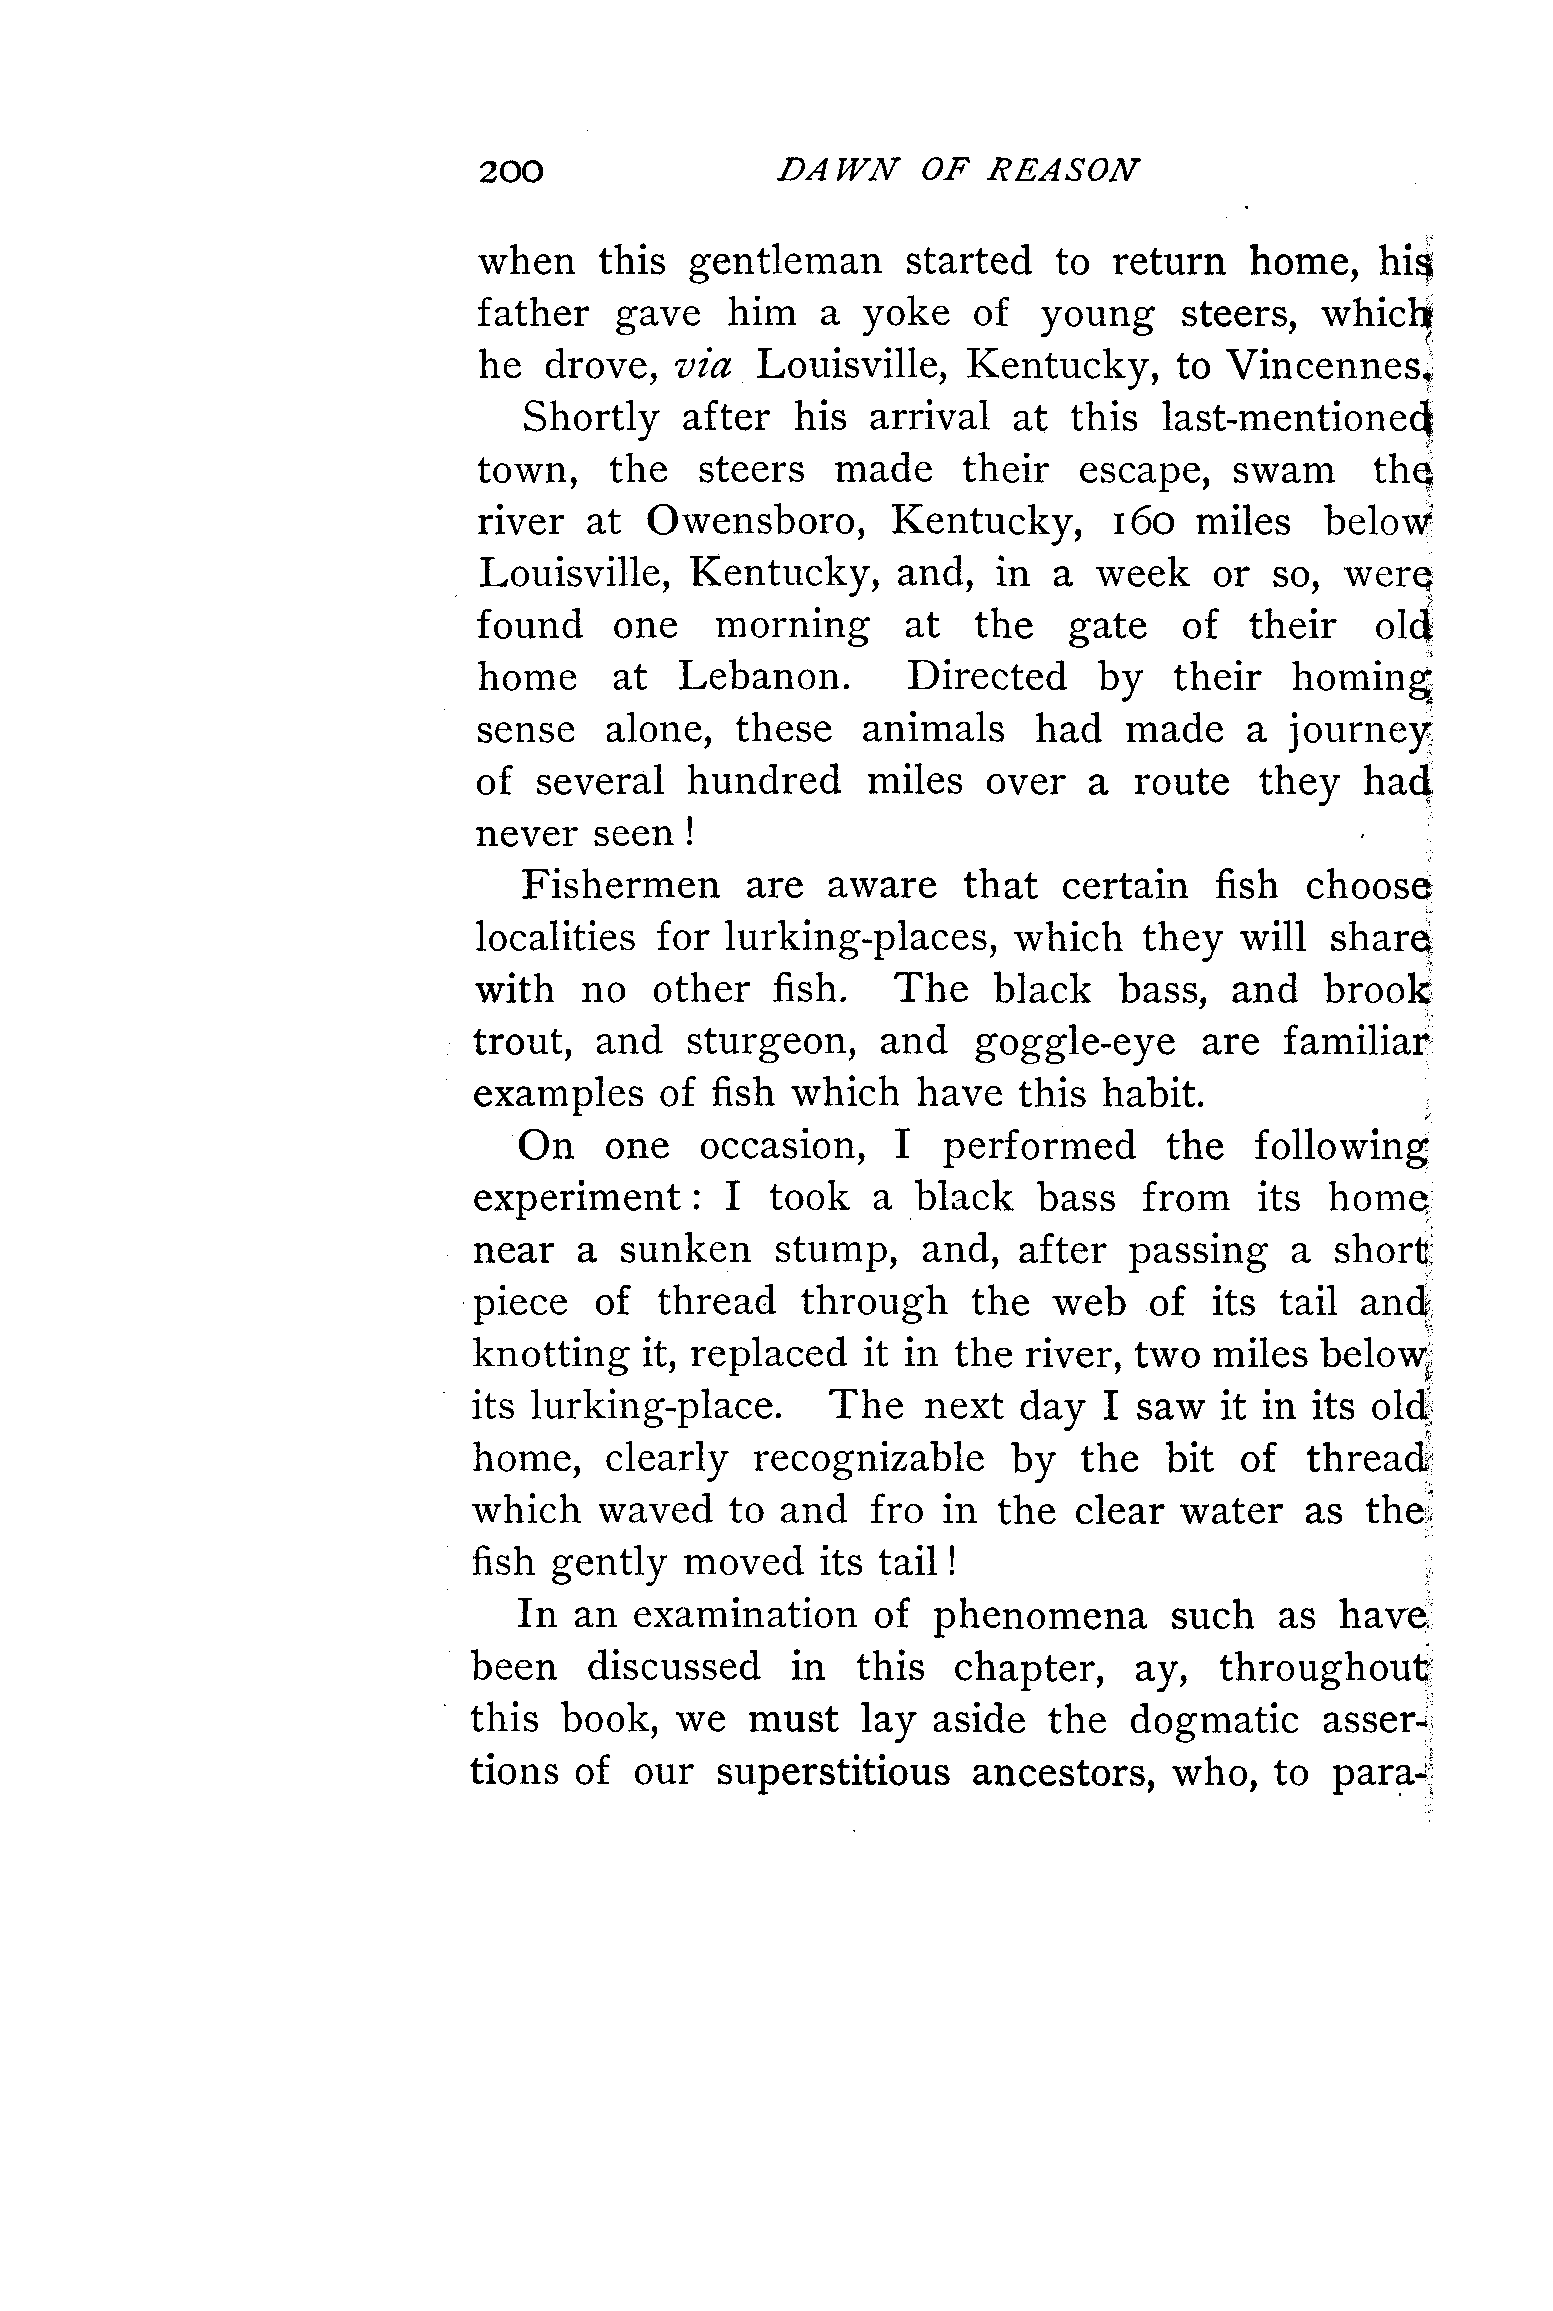 200 DAWN OF REASON
when this gentleman started to return home, his
father gave him a yoke of young steers, which
he drove, via Louisville, Kentucky, to Vincennes.
Shortly after his arrival at this last-mentioned
town, the steers made their escape, swam the
river at Owensboro, Kentucky, 160 miles below
Louisville, Kentucky, and, in a week or so, were
found one morning at the gate of their old
home at Lebanon. Directed by their homing
sense alone, these animals had made a journey
of several hundred miles over a route they had
never seen !
Fishermen are aware that certain fish choose
localities for lurking-places, which they will share
with no other fish. The black bass, and brook
trout, and sturgeon, and goggle-eye are familiar
examples of fish which have this habit.
On one occasion, I performed the following
experiment : I took a black bass from its home
near a sunken stump, and, after passing a short
piece of thread through the web of its tail and
knotting it, replaced it in the river, two miles below
its lurking-place. The next day I saw it in its old
home, clearly recognizable by the bit of thread
which waved to and fro in the clear water as the
fish gently moved its tail !
In an examination of phenomena such as have
been discussed in this chapter, ay, throughout
this book, we must lay aside the dogmatic asser-
tions of our superstitious ancestors, who, to para-